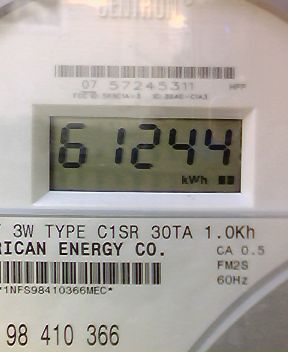 CENTRON
07 57245311
61244
kWh
3W TYPE C1SR 30TA 1.0Kh
RICAN ENERGY CO.
CA 0.5
FM2S
60Hz
*1NFS98410366MEC*
98 410 366